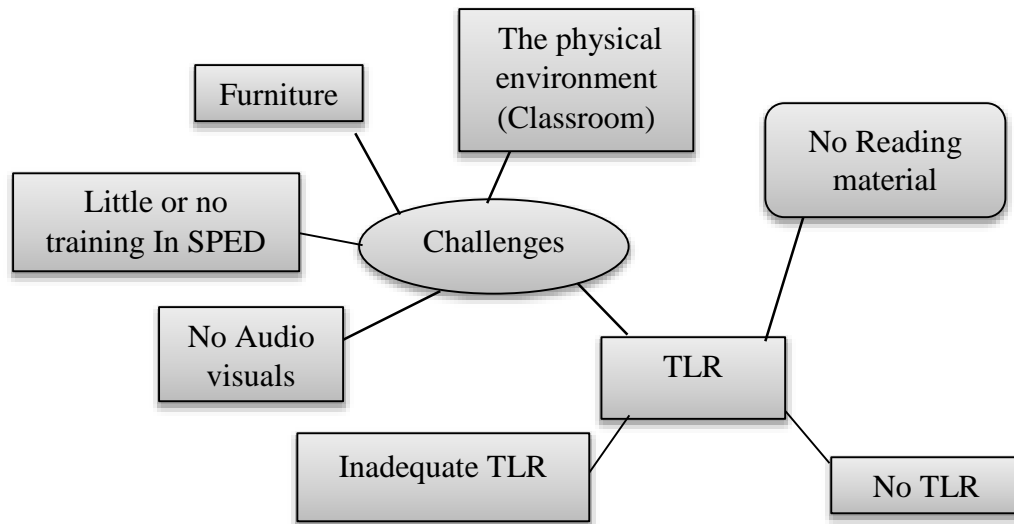 The physical
environment
(Classroom)
Furniture
No Reading
material
Little or no
training In SPED
Challenges
No Audio
visuals
TLR
Inadequate TLR
No TLR